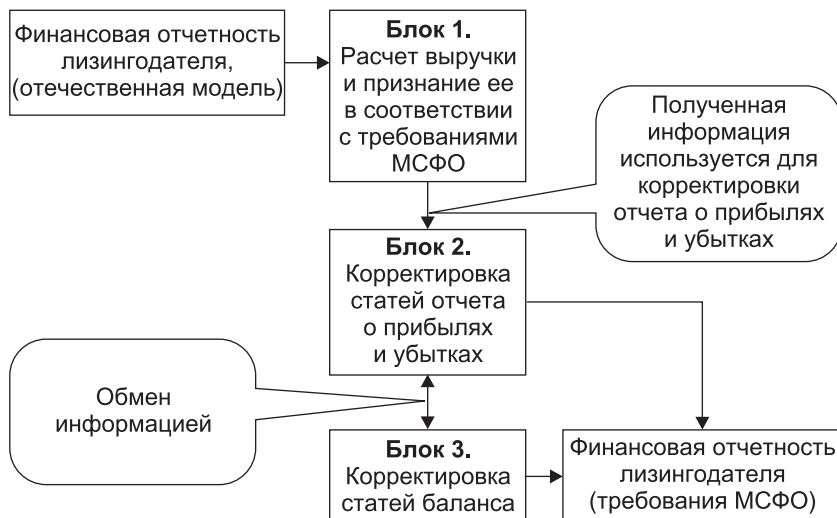 Финансовая отчетность
лизингодателя,
(отечественная модель)
Блок 1.
Расчет выручки
и признание ее
в соответствии
с требованиями
МСФО
Полученная
информация
используется для
корректировки
отчета о прибылях
и убытках
Блок 2.
Корректировка
статей отчета
о прибылях
и убытках
Обмен
информацией
Блок 3.
Корректировка
статей баланса
Финансовая отчетность
лизингодателя
(требования МСФО)